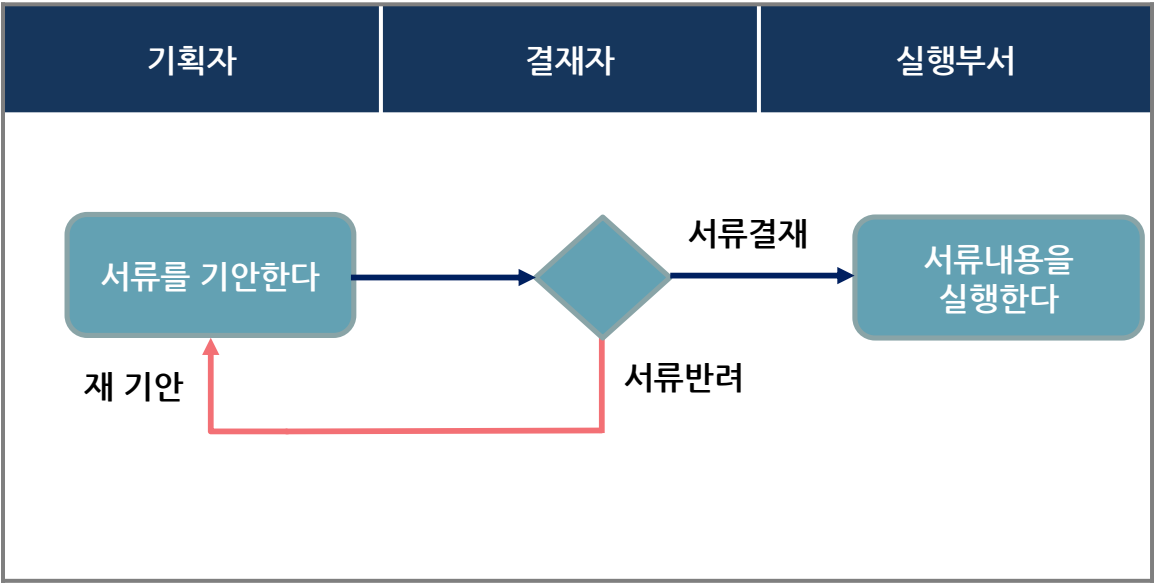 기획자
결재자
실행부서
서류를 기안한다
서류결재
서류내용을
실행한다
재 기안
서류반려